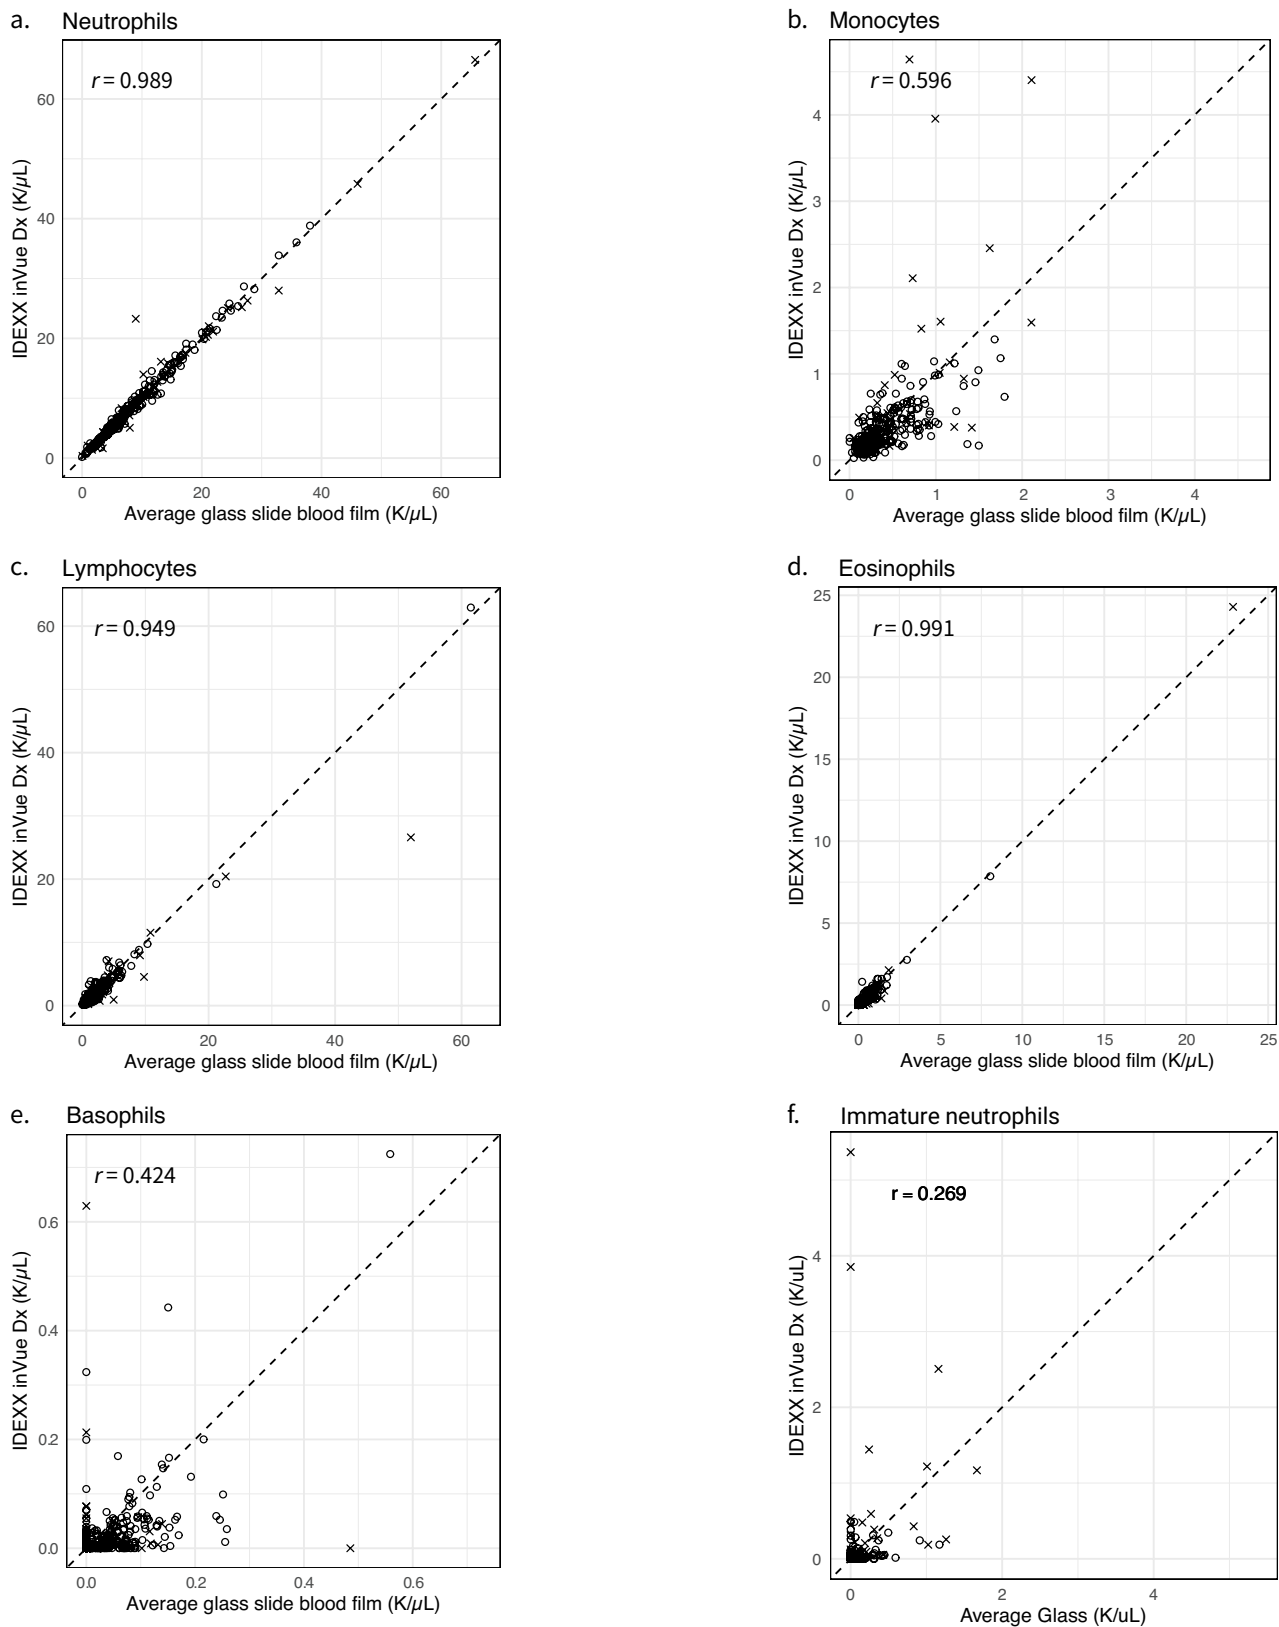 a. Neutrophils
r = 0.989
60
40
20
0
0 20 40 60
IDEXX inVue Dx (K/μL)
Average glass slide blood film (K/μL)
b. Monocytes
r = 0.596
4
3
2
1
0
0 1 2 3 4
IDEXX inVue Dx (K/μL)
Average glass slide blood film (K/μL)
c. Lymphocytes
r = 0.949
60
40
20
0
0 20 40 60
IDEXX inVue Dx (K/μL)
Average glass slide blood film (K/μL)
d. Eosinophils
r = 0.991
25
20
15
10
5
0
0 5 10 15 20 25
IDEXX inVue Dx (K/μL)
Average glass slide blood film (K/μL)
e. Basophils
r = 0.424
0.6
0.4
0.2
0.0
0.0 0.2 0.4 0.6
IDEXX inVue Dx (K/μL)
Average glass slide blood film (K/μL)
f. Immature neutrophils
r = 0.269
4
2
0
0 2 4
IDEXX inVue Dx (K/uL)
Average Glass (K/uL)